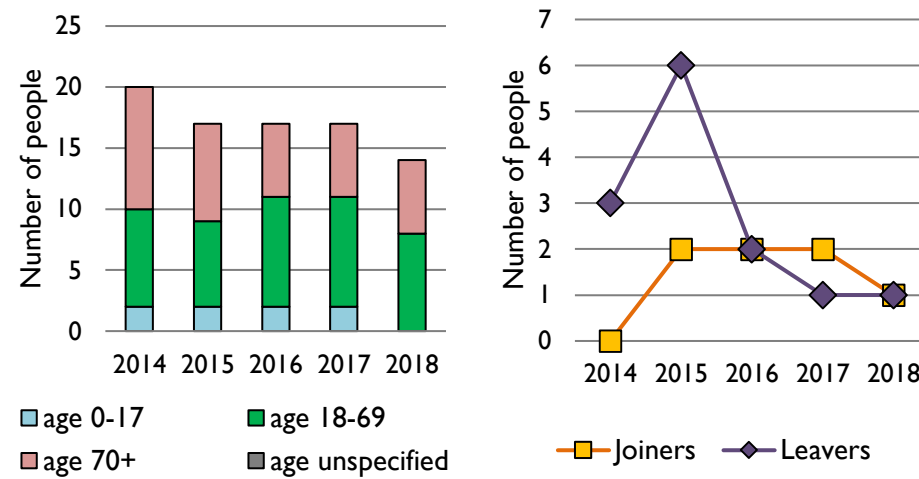 Number of people
25
20
15
10
5
0
2014 2015 2016 2017 2018
age 0-17 age 18-69
age 70+ age unspecified
Number of people
7
6
5
4
3
2
1
0
2014 2015 2016 2017 2018
Joiners Leavers